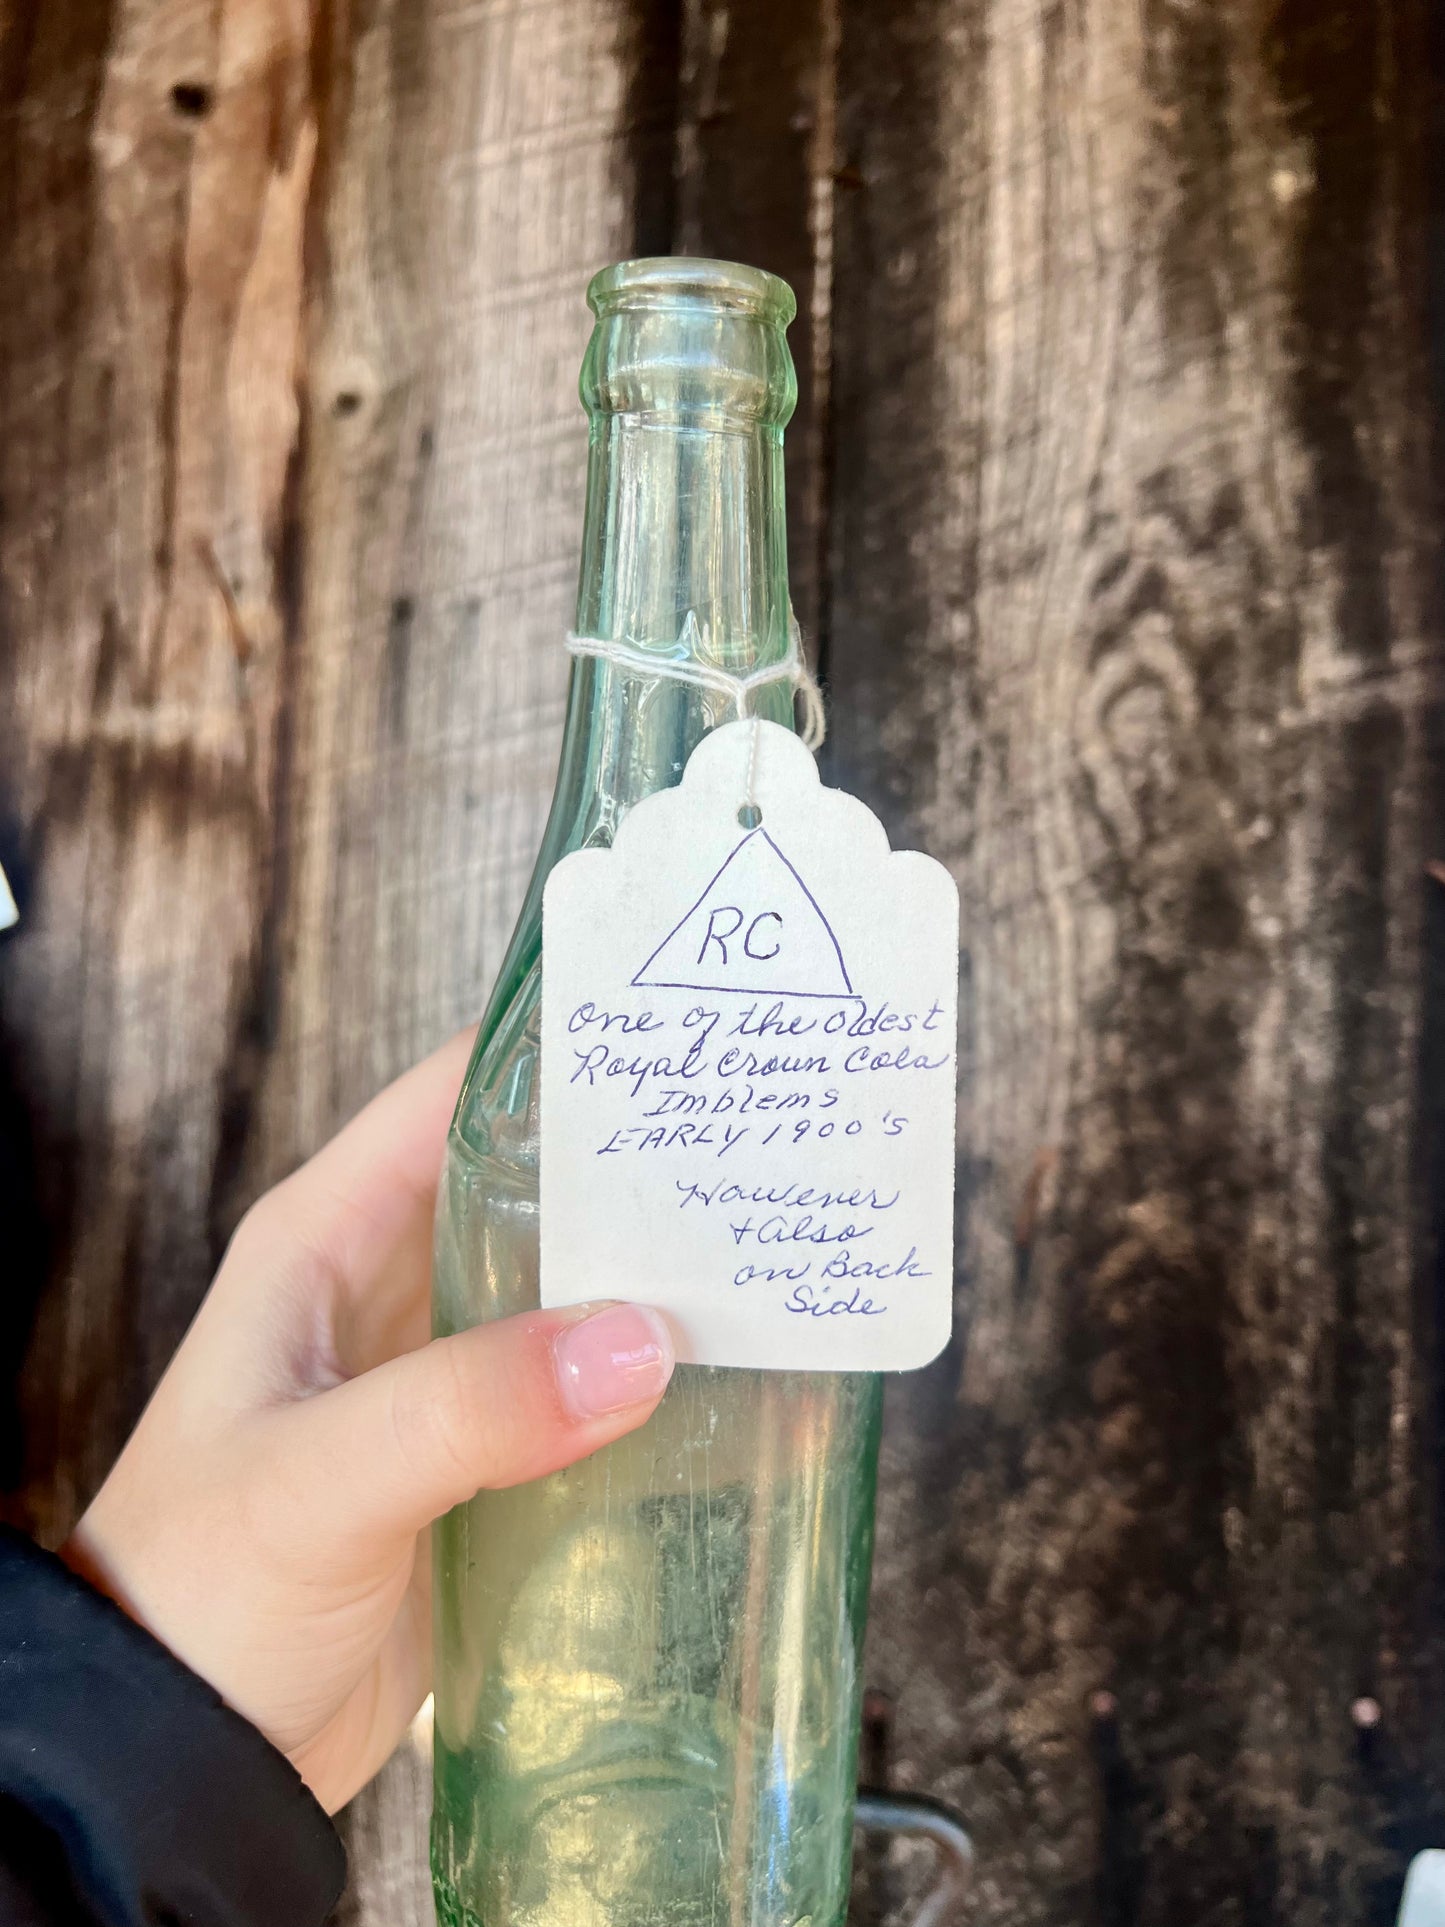 RC
One of the oldest
Royal Crown Cola
Imblems
EARLY 1900's
However
+ Also
on Back
Side